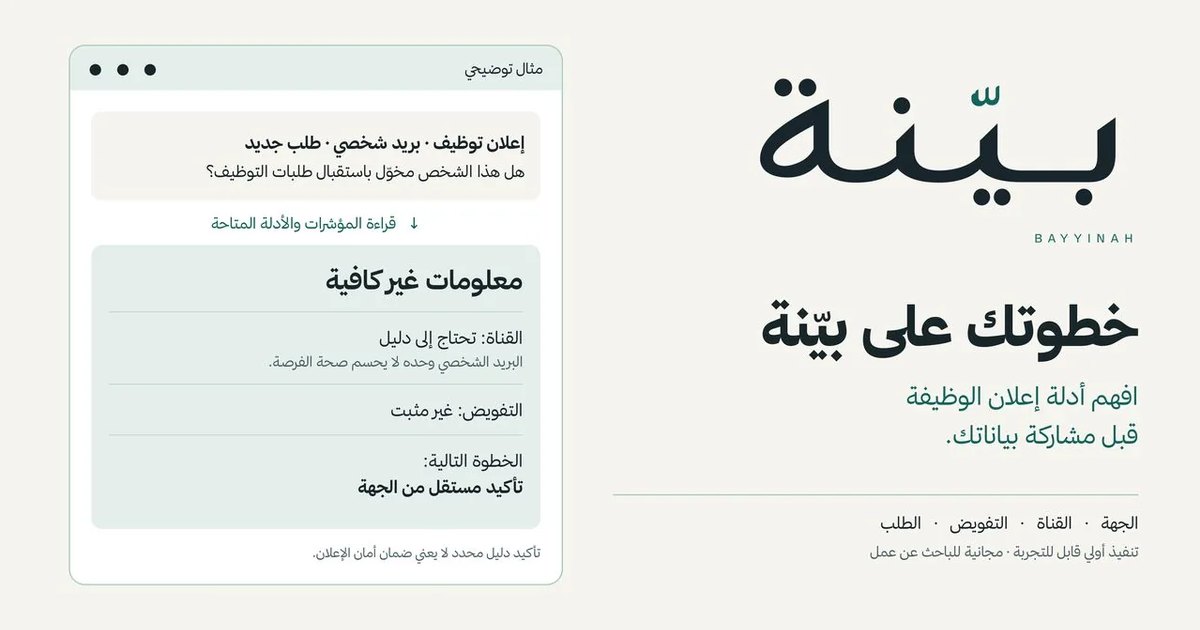 بيّنة
BAYYINAH
خطوتك على بيّنة
افهم أدلة إعلان الوظيفة
قبل مشاركة بياناتك.
الجهة · القناة · التفويض · الطلب
تنفيذ أولي قابل للتجربة · مجانية للباحث عن عمل
مثال توضيحي
إعلان توظيف · بريد شخصي · طلب جديد
هل هذا الشخص مخوّل باستقبال طلبات التوظيف؟
↓ قراءة المؤشرات والأدلة المتاحة
معلومات غير كافية
القناة: تحتاج إلى دليل
البريد الشخصي وحده لا يحسم صحة الفرصة.
التفويض: غير مثبت
الخطوة التالية:
تأكيد مستقل من الجهة
تأكيد دليل محدد لا يعني ضمان أمان الإعلان.